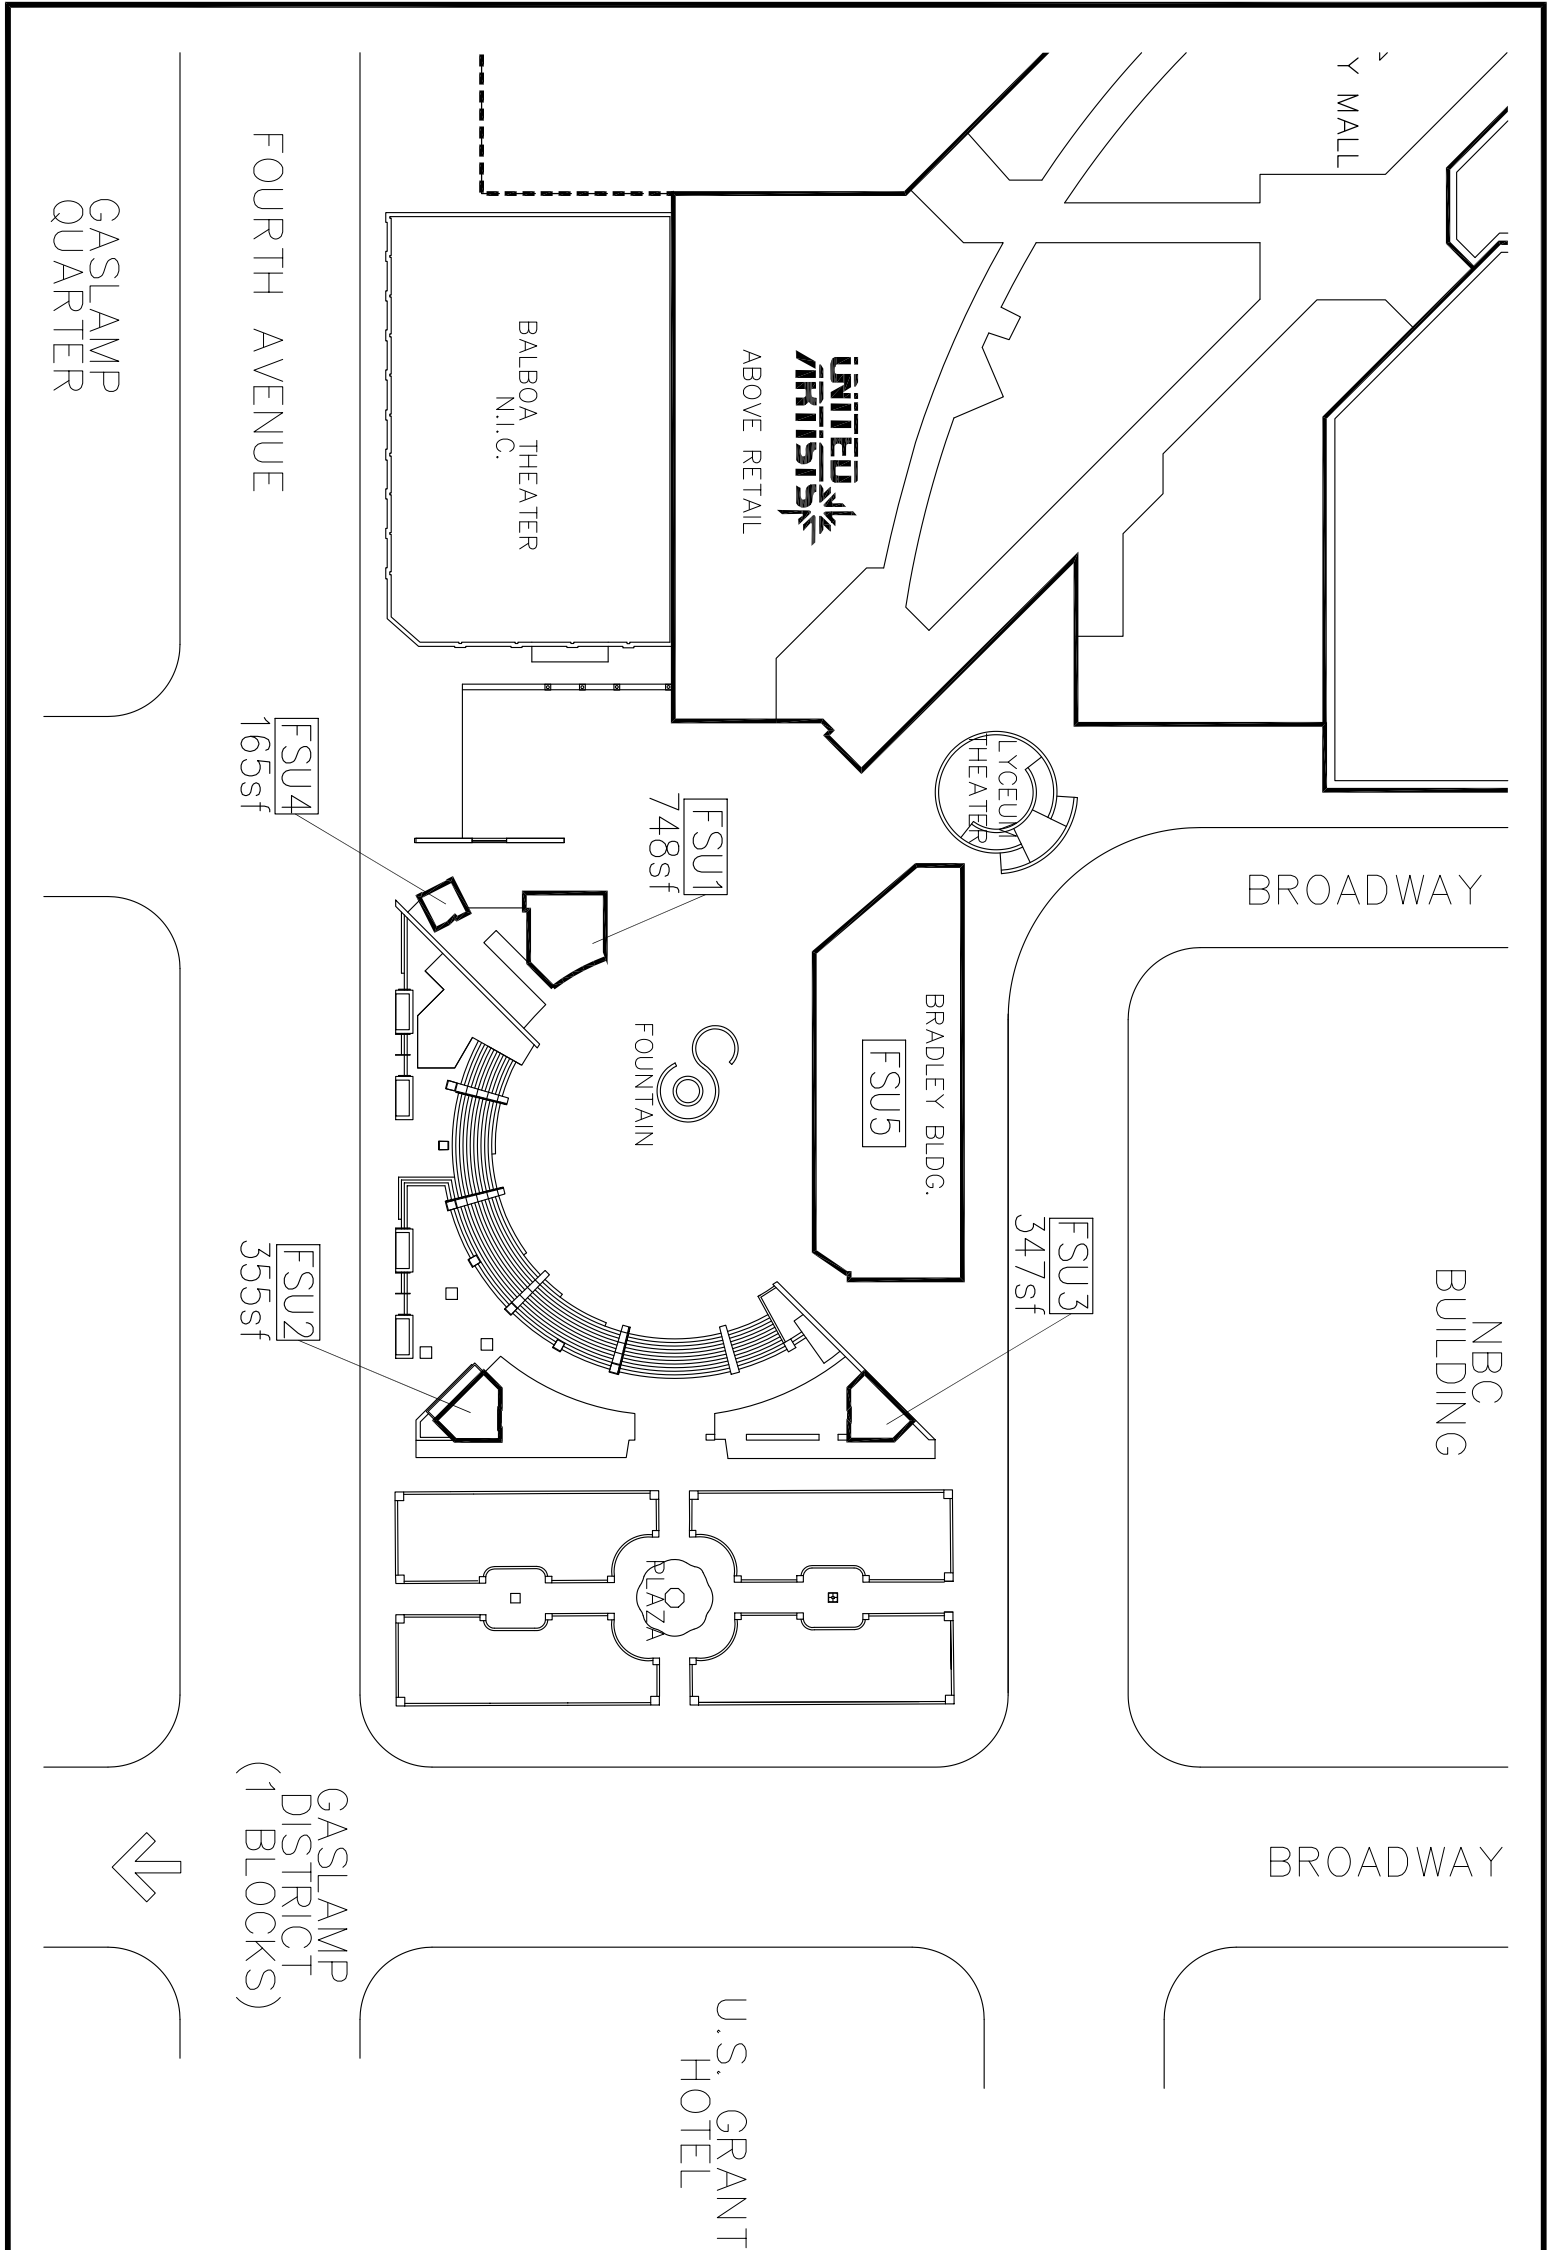 Y MALL
FOURTH AVENUE
GASLAMP
QUARTER
BALBOA THEATER
N.I.C.
UNITED
ARTISTS
ABOVE RETAIL
LYCEUM
THEATER
BROADWAY
FSU4
165sf
FSU1
748sf
BRADLEY BLDG.
FSU5
FOUNTAIN
FSU3
347sf
FSU2
355sf
NBC
BUILDING
PLAZA
GASLAMP
DISTRICT
(1 BLOCKS)
BROADWAY
U.S. GRANT
HOTEL